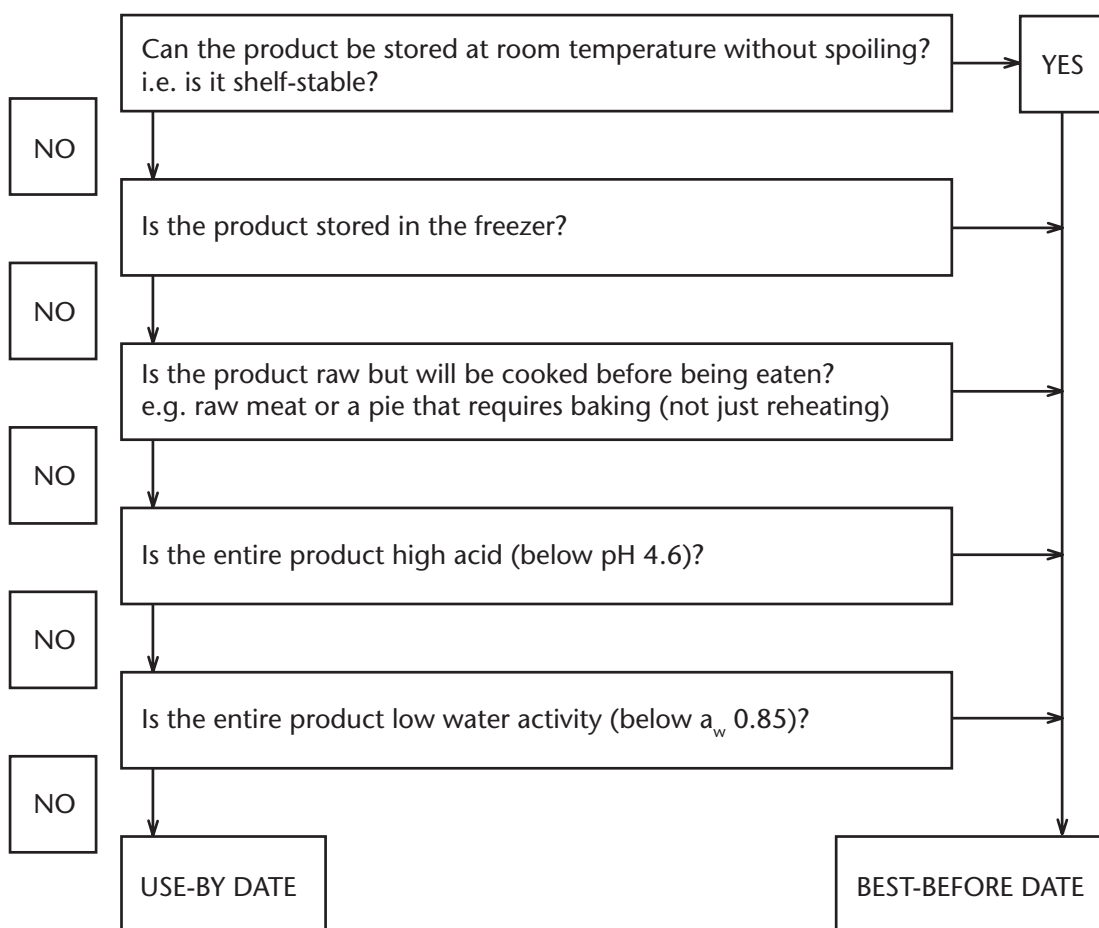 Can the product be stored at room temperature without spoiling?
i.e. is it shelf-stable?
YES
NO
Is the product stored in the freezer?
NO
Is the product raw but will be cooked before being eaten?
e.g. raw meat or a pie that requires baking (not just reheating)
NO
Is the entire product high acid (below pH 4.6)?
NO
Is the entire product low water activity (below a_w 0.85)?
NO
USE-BY DATE
BEST-BEFORE DATE